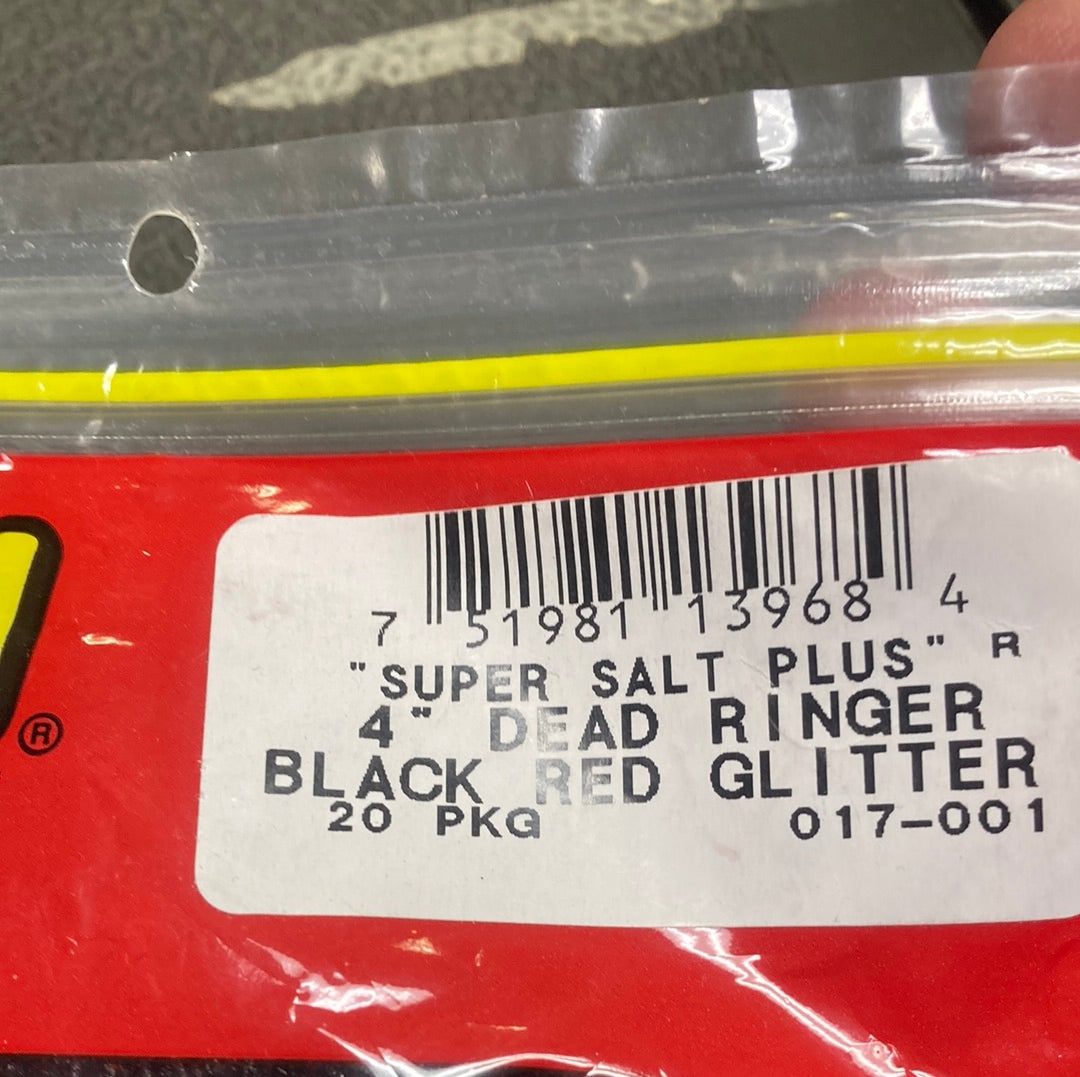 7 51981 13968 4
"SUPER SALT PLUS" R
4" DEAD RINGER
BLACK RED GLITTER
20 PKG 017-001
®